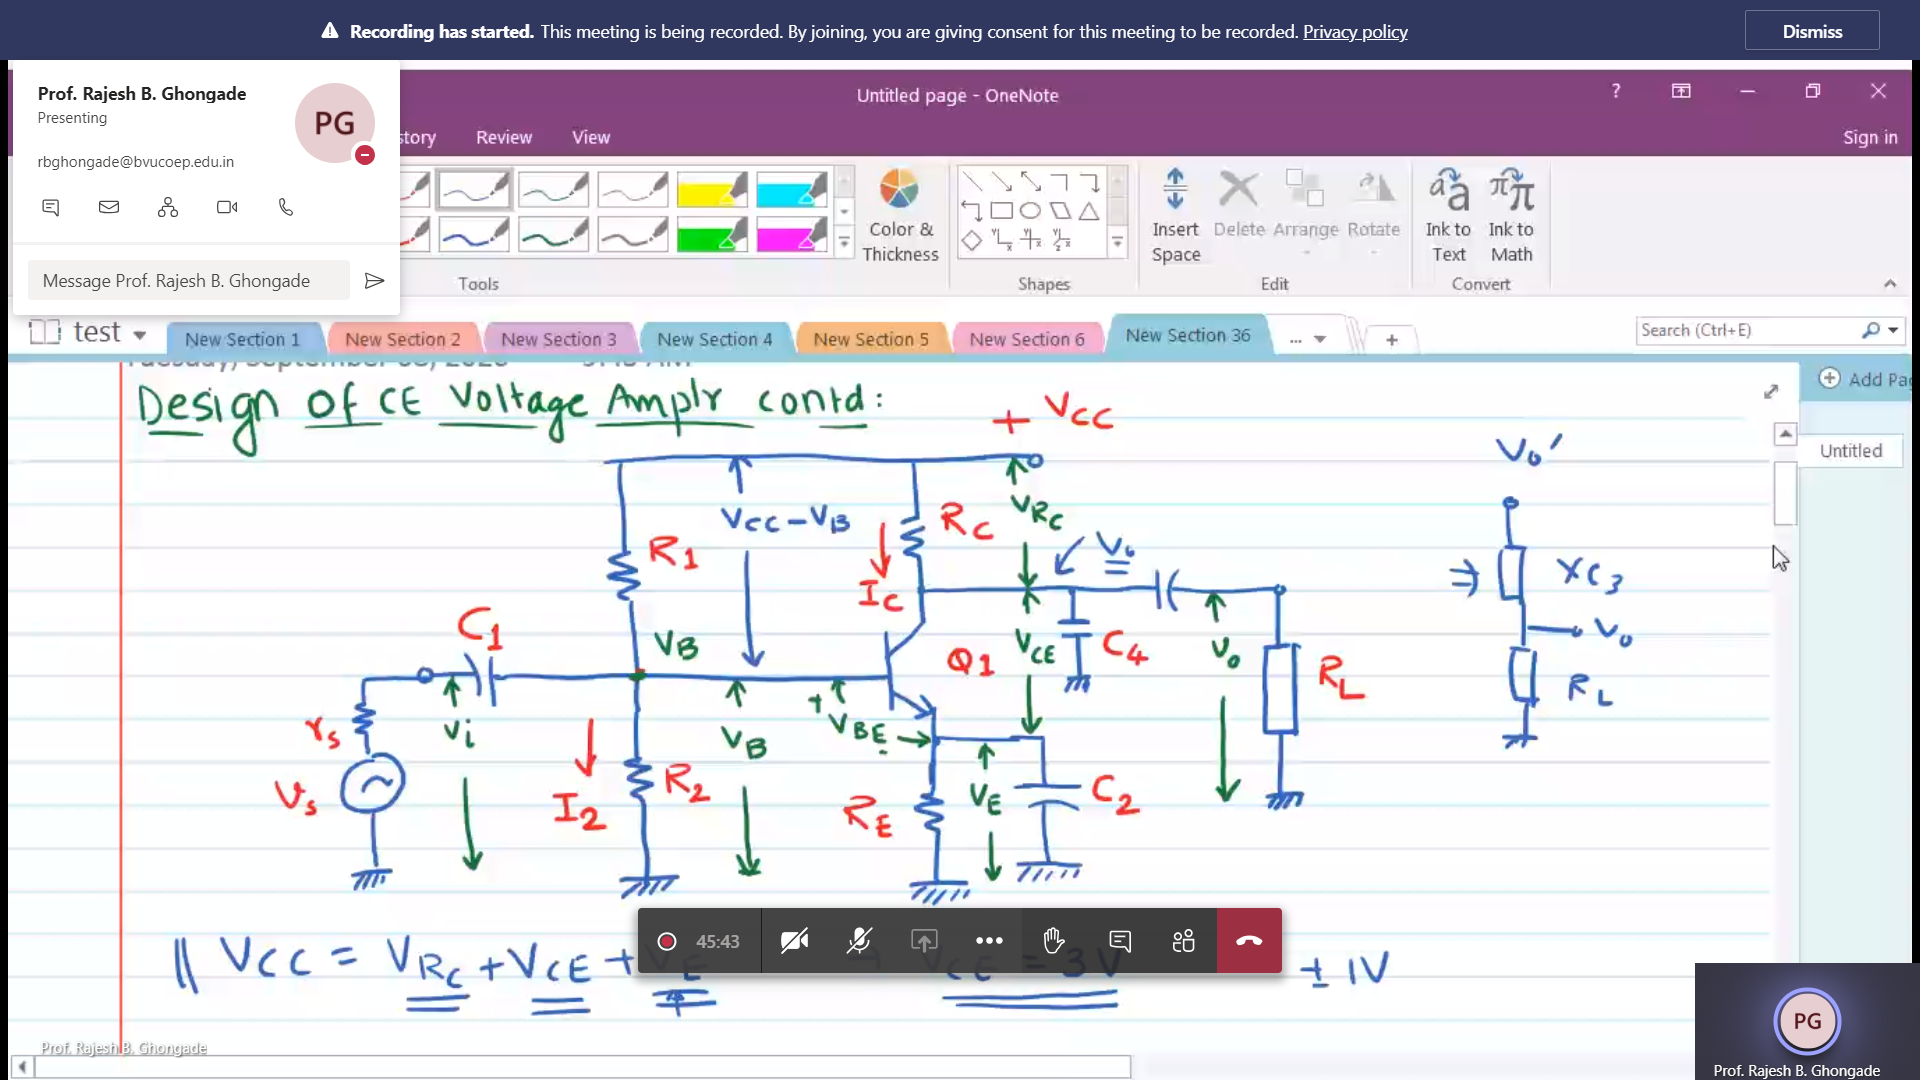 Recording has started. This meeting is being recorded. By joining, you are giving consent for this meeting to be recorded. Privacy policy
Dismiss
Prof. Rajesh B. Ghongade
Presenting
PG
rbghongade@bvucoep.edu.in
Message Prof. Rajesh B. Ghongade
Untitled page - OneNote
story Review View
Sign in
Color & Thickness
Insert Space
Delete
Arrange
Rotate
Ink to Text
Ink to Math
Tools
Shapes
Edit
Convert
test
New Section 1
New Section 2
New Section 3
New Section 4
New Section 5
New Section 6
New Section 36
...
Search (Ctrl+E)
Add Pa
Untitled
Design of CE Voltage Amplr contd:
+ VCC
Vo'
VCC-VB
RC
VRC
R1
IC
Vo
XC3
C1
VB
Q1
VCE
C4
Vo
RL
Vo
RL
rs
Vi
VB
+ VBE
Vs
I2
R2
RE
VE
C2
45:43
|| VCC = VRC + VCE + VE
VCE = 3V
± 1V
Prof. Rajesh B. Ghongade
PG
Prof. Rajesh B. Ghongade